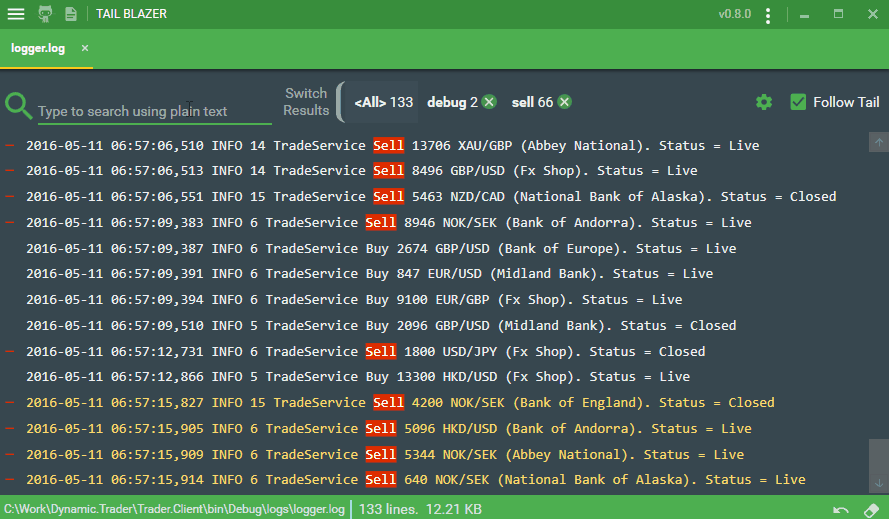 TAIL BLAZER v0.8.0
logger.log ×
Type to search using plain text
Switch Results
<All> 133 debug 2 sell 66
Follow Tail
2016-05-11 06:57:06,510 INFO 14 TradeService Sell 13706 XAU/GBP (Abbey National). Status = Live
2016-05-11 06:57:06,513 INFO 14 TradeService Sell 8496 GBP/USD (Fx Shop). Status = Live
2016-05-11 06:57:06,551 INFO 15 TradeService Sell 5463 NZD/CAD (National Bank of Alaska). Status = Closed
2016-05-11 06:57:09,383 INFO 6 TradeService Sell 8946 NOK/SEK (Bank of Andorra). Status = Live
2016-05-11 06:57:09,387 INFO 6 TradeService Buy 2674 GBP/USD (Bank of Europe). Status = Live
2016-05-11 06:57:09,391 INFO 6 TradeService Buy 847 EUR/USD (Midland Bank). Status = Live
2016-05-11 06:57:09,394 INFO 6 TradeService Buy 9100 EUR/GBP (Fx Shop). Status = Live
2016-05-11 06:57:09,510 INFO 5 TradeService Buy 2096 GBP/USD (Midland Bank). Status = Closed
2016-05-11 06:57:12,731 INFO 6 TradeService Sell 1800 USD/JPY (Fx Shop). Status = Closed
2016-05-11 06:57:12,866 INFO 5 TradeService Buy 13300 HKD/USD (Fx Shop). Status = Live
2016-05-11 06:57:15,827 INFO 15 TradeService Sell 4200 NOK/SEK (Bank of England). Status = Closed
2016-05-11 06:57:15,905 INFO 6 TradeService Sell 5096 HKD/USD (Bank of Andorra). Status = Live
2016-05-11 06:57:15,909 INFO 6 TradeService Sell 5344 NOK/SEK (Abbey National). Status = Live
2016-05-11 06:57:15,914 INFO 6 TradeService Sell 640 NOK/SEK (National Bank of Alaska). Status = Live
C:\Work\Dynamic.Trader\Trader.Client\bin\Debug\logs\logger.log 133 lines. 12.21 KB